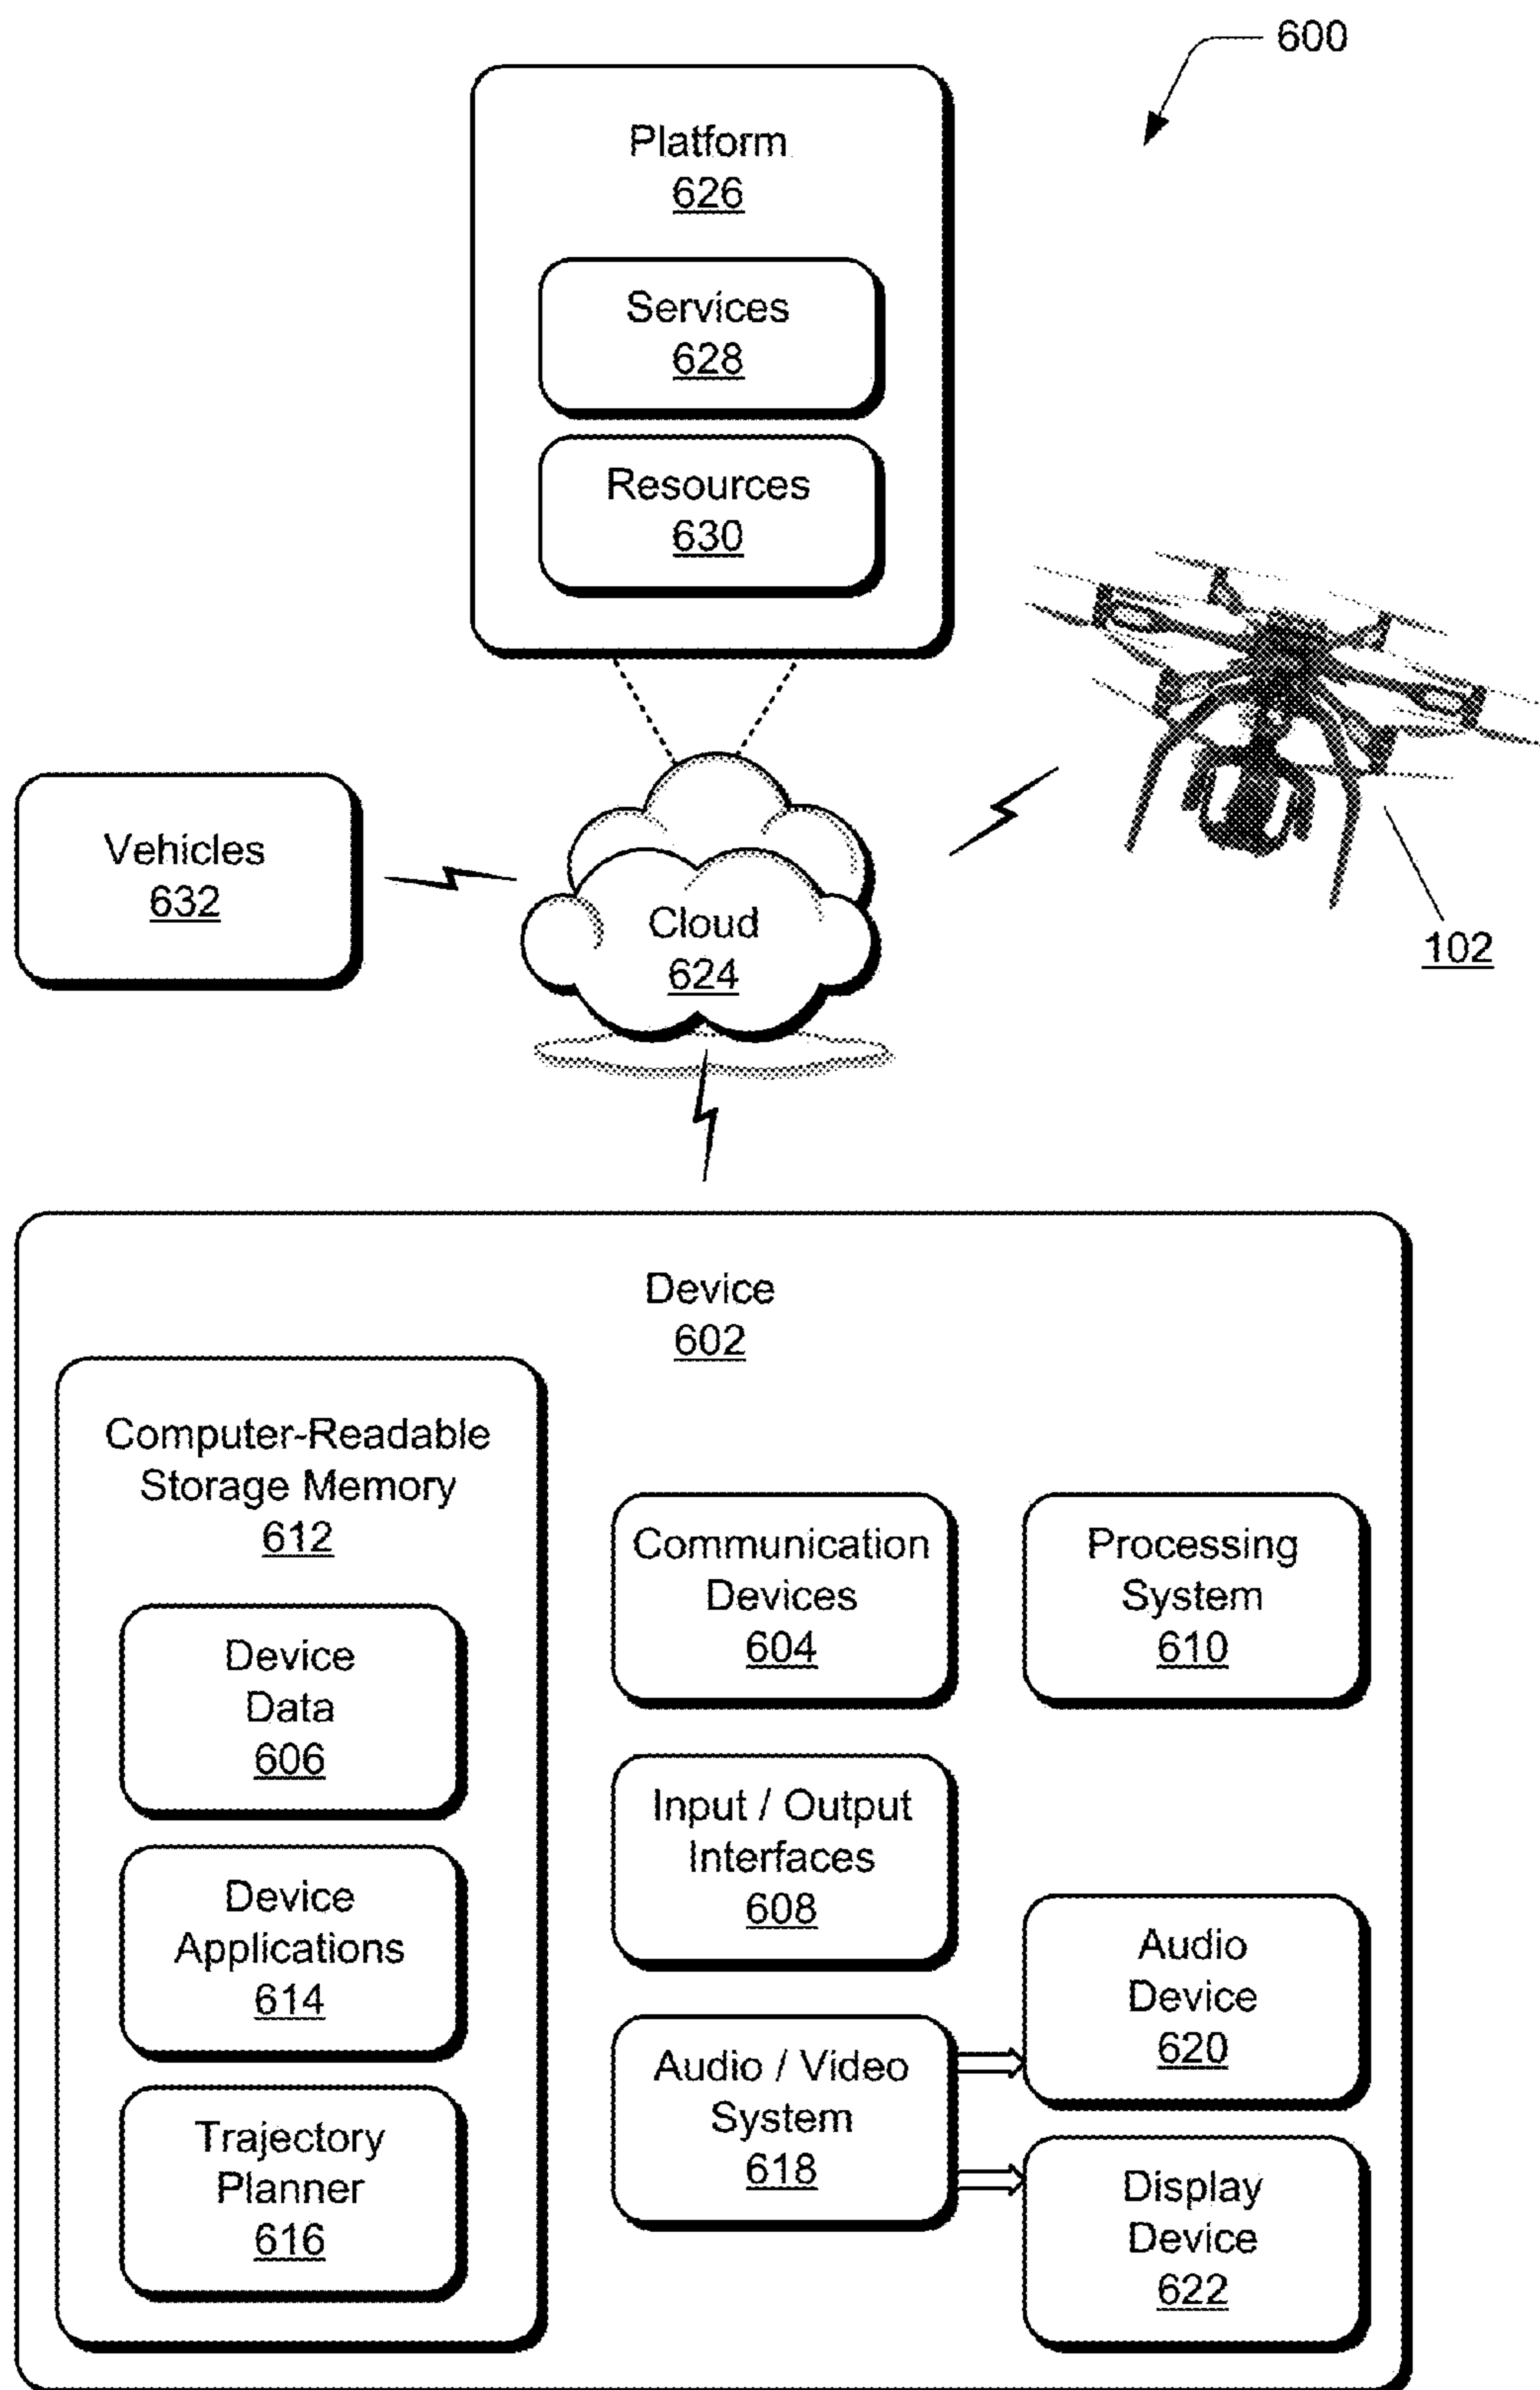 600
Platform
626
Services
628
Resources
630
Vehicles
632
Cloud
624
102
Device
602
Computer-Readable
Storage Memory
612
Device
Data
606
Device
Applications
614
Trajectory
Planner
616
Communication
Devices
604
Processing
System
610
Input / Output
Interfaces
608
Audio / Video
System
618
Audio
Device
620
Display
Device
622